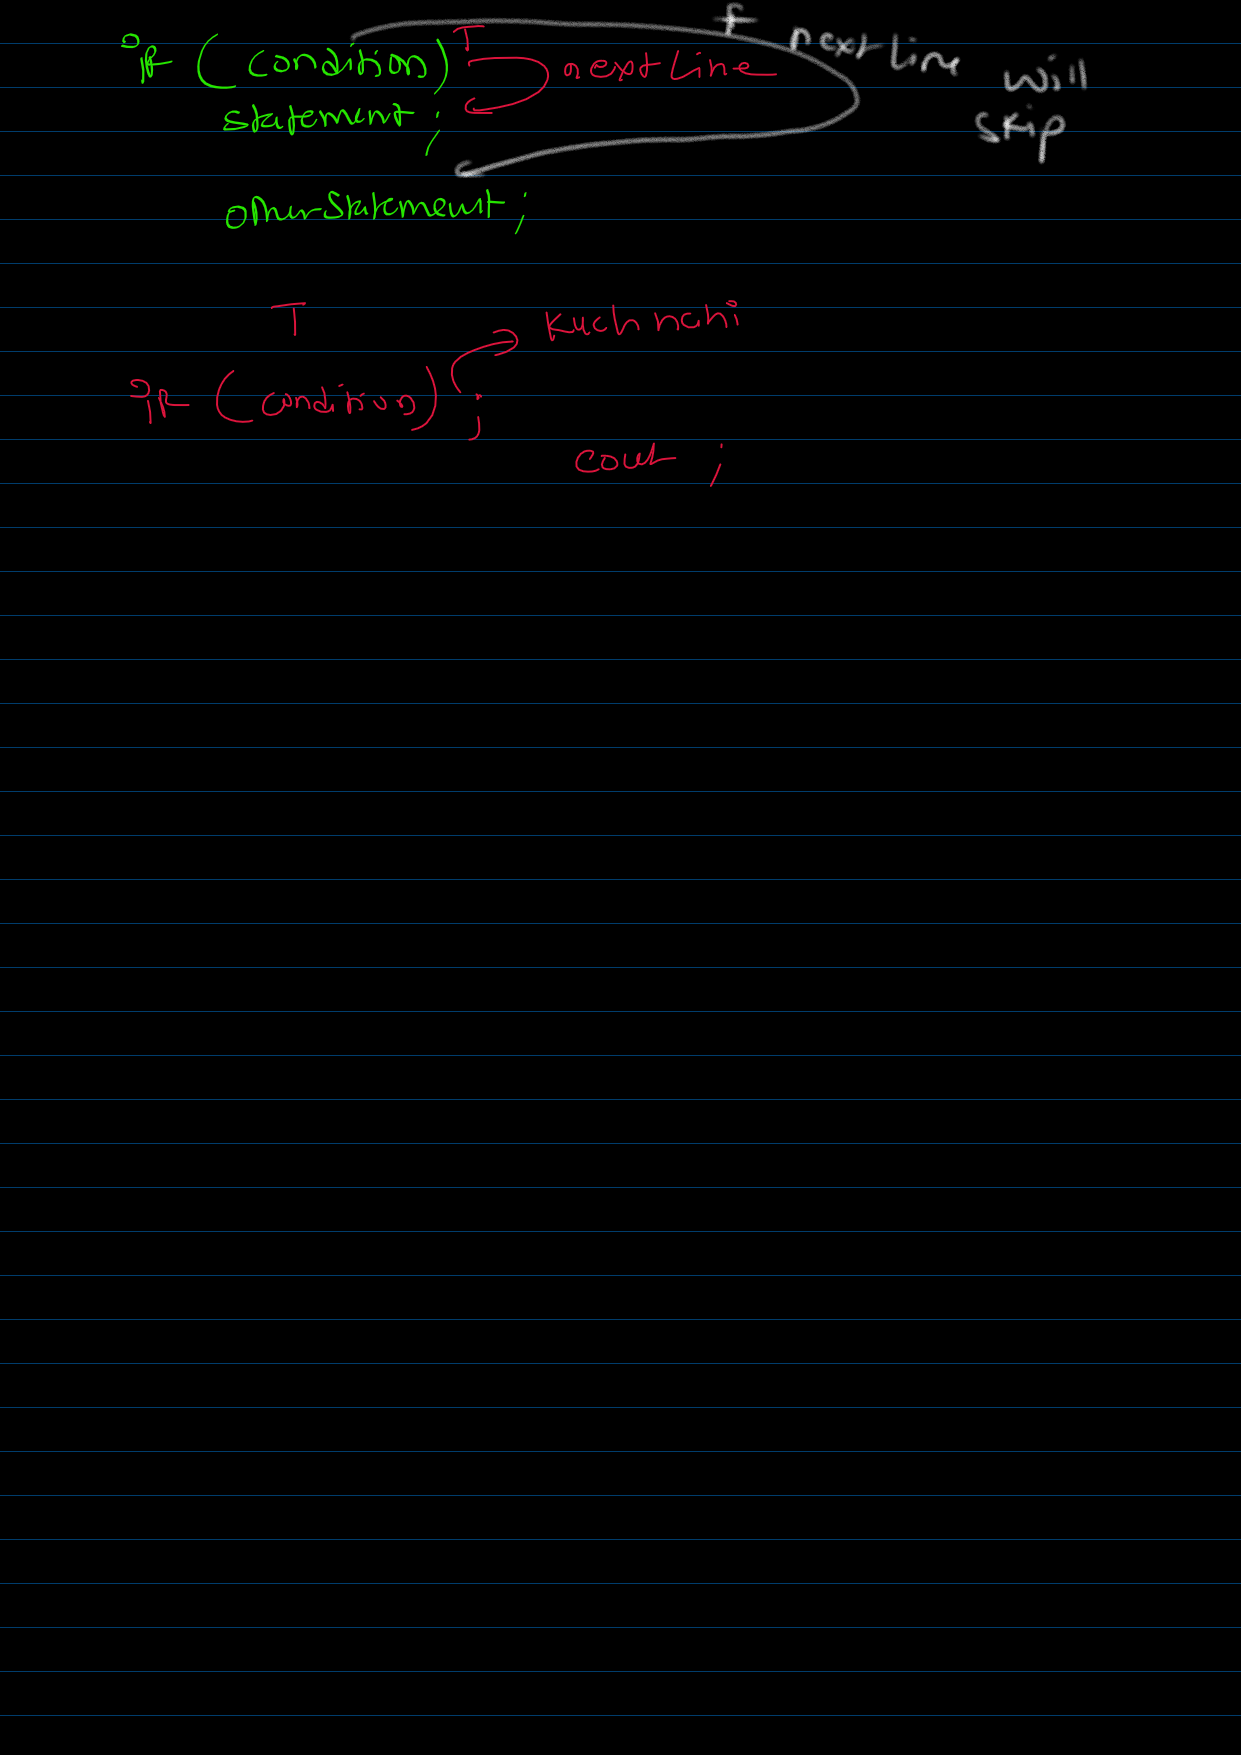 if (condition) T next Line f next Line will
statement; skip
otherstatement;
T kuch nahi
if (condition) ;
cout ;